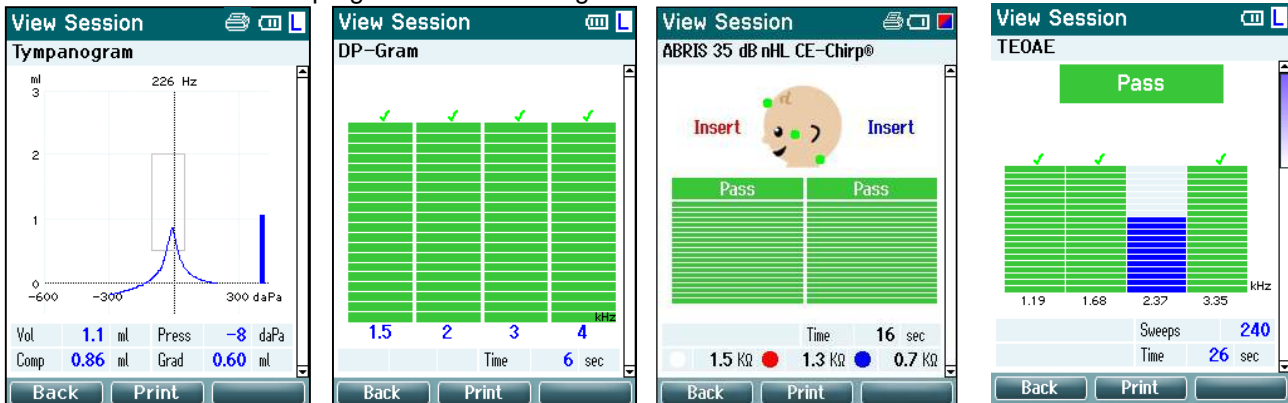 View Session
L
Tympanogram
ml
226 Hz
3
2
1
0
-600 -300 300 daPa
Vol 1.1 ml Press -8 daPa
Comp 0.86 ml Grad 0.60 ml
Back Print
View Session
L
DP-Gram
kHz
1.5 2 3 4
Time 6 sec
Back Print
View Session
ABRIS 35 dB nHL CE-Chirp®
Insert Insert
Pass Pass
Time 16 sec
1.5 KΩ 1.3 KΩ 0.7 KΩ
Back Print
View Session
L
TEOAE
Pass
kHz
1.19 1.68 2.37 3.35
Sweeps 240
Time 26 sec
Back Print